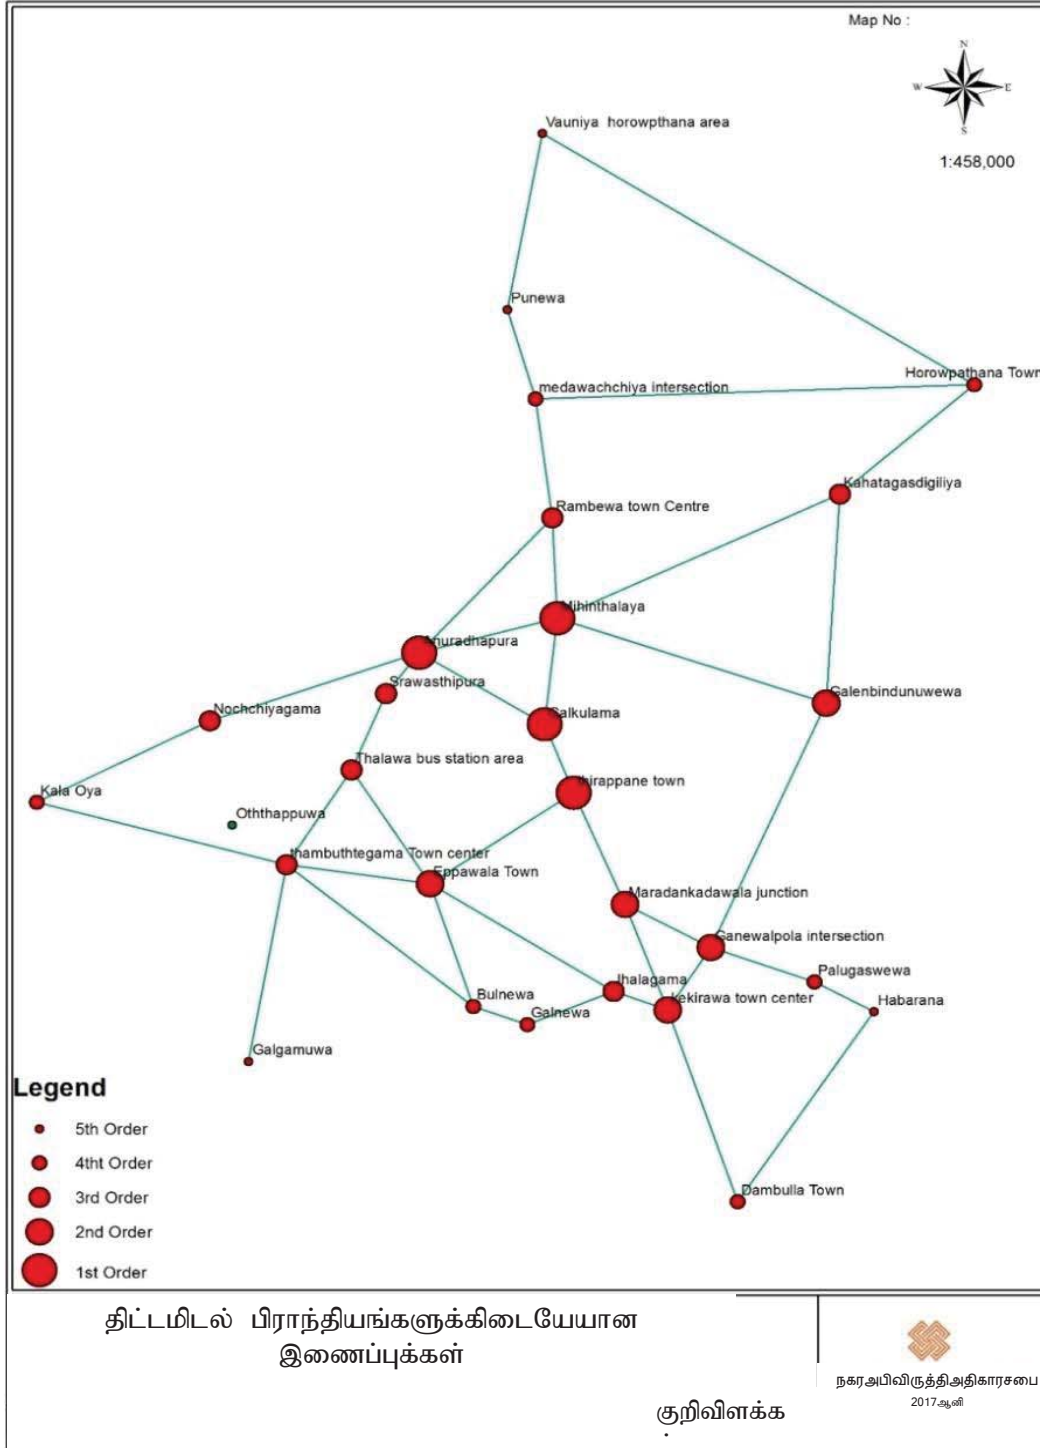 Map No :
N
W
E
S
1:458,000
Vauniya horowpthana area
Punewa
Horowpathana Town
medawachchiya intersection
Kahatagasdigiliya
Rambewa town Centre
Mihinthalaya
Anuradhapura
Srawasthipura
Galenbindunuwewa
Nochchiyagama
Galkulama
Thalawa bus station area
thirappane town
Kala Oya
Oththappuwa
thambuthtegama Town center
Eppawala Town
Maradankadawala junction
Ganewalpola intersection
Palugaswewa
Ihalagama
Bulnewa
kekirawa town center
Habarana
Galnewa
Galgamuwa
Legend
5th Order
4tht Order
3rd Order
2nd Order
1st Order
Dambulla Town
திட்டமிடல் பிராந்தியங்களுக்கிடையேயான
இணைப்புக்கள்
நகரஅபிவிருத்திஅதிகாரசபை
2017ஆனி
குறிவிளக்க